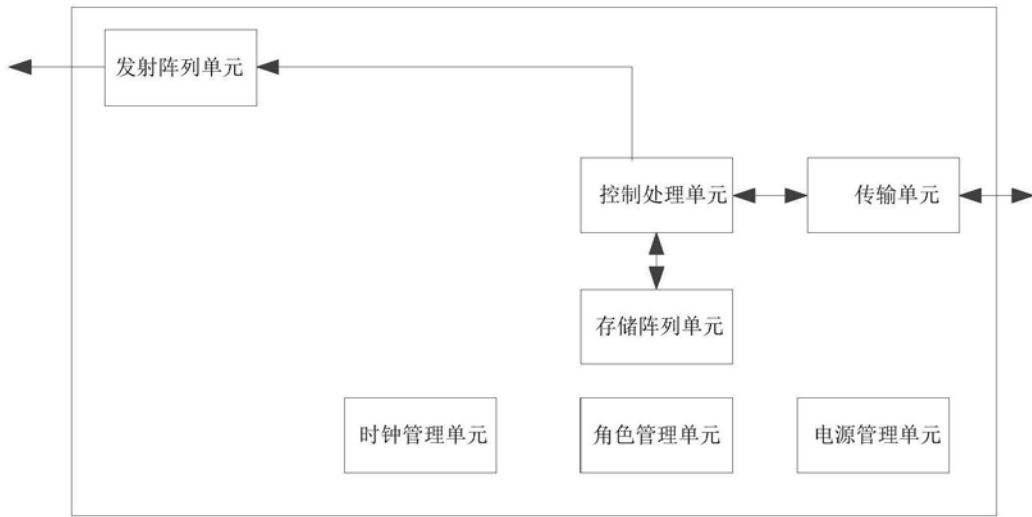 发射阵列单元
控制处理单元
传输单元
存储阵列单元
时钟管理单元
角色管理单元
电源管理单元